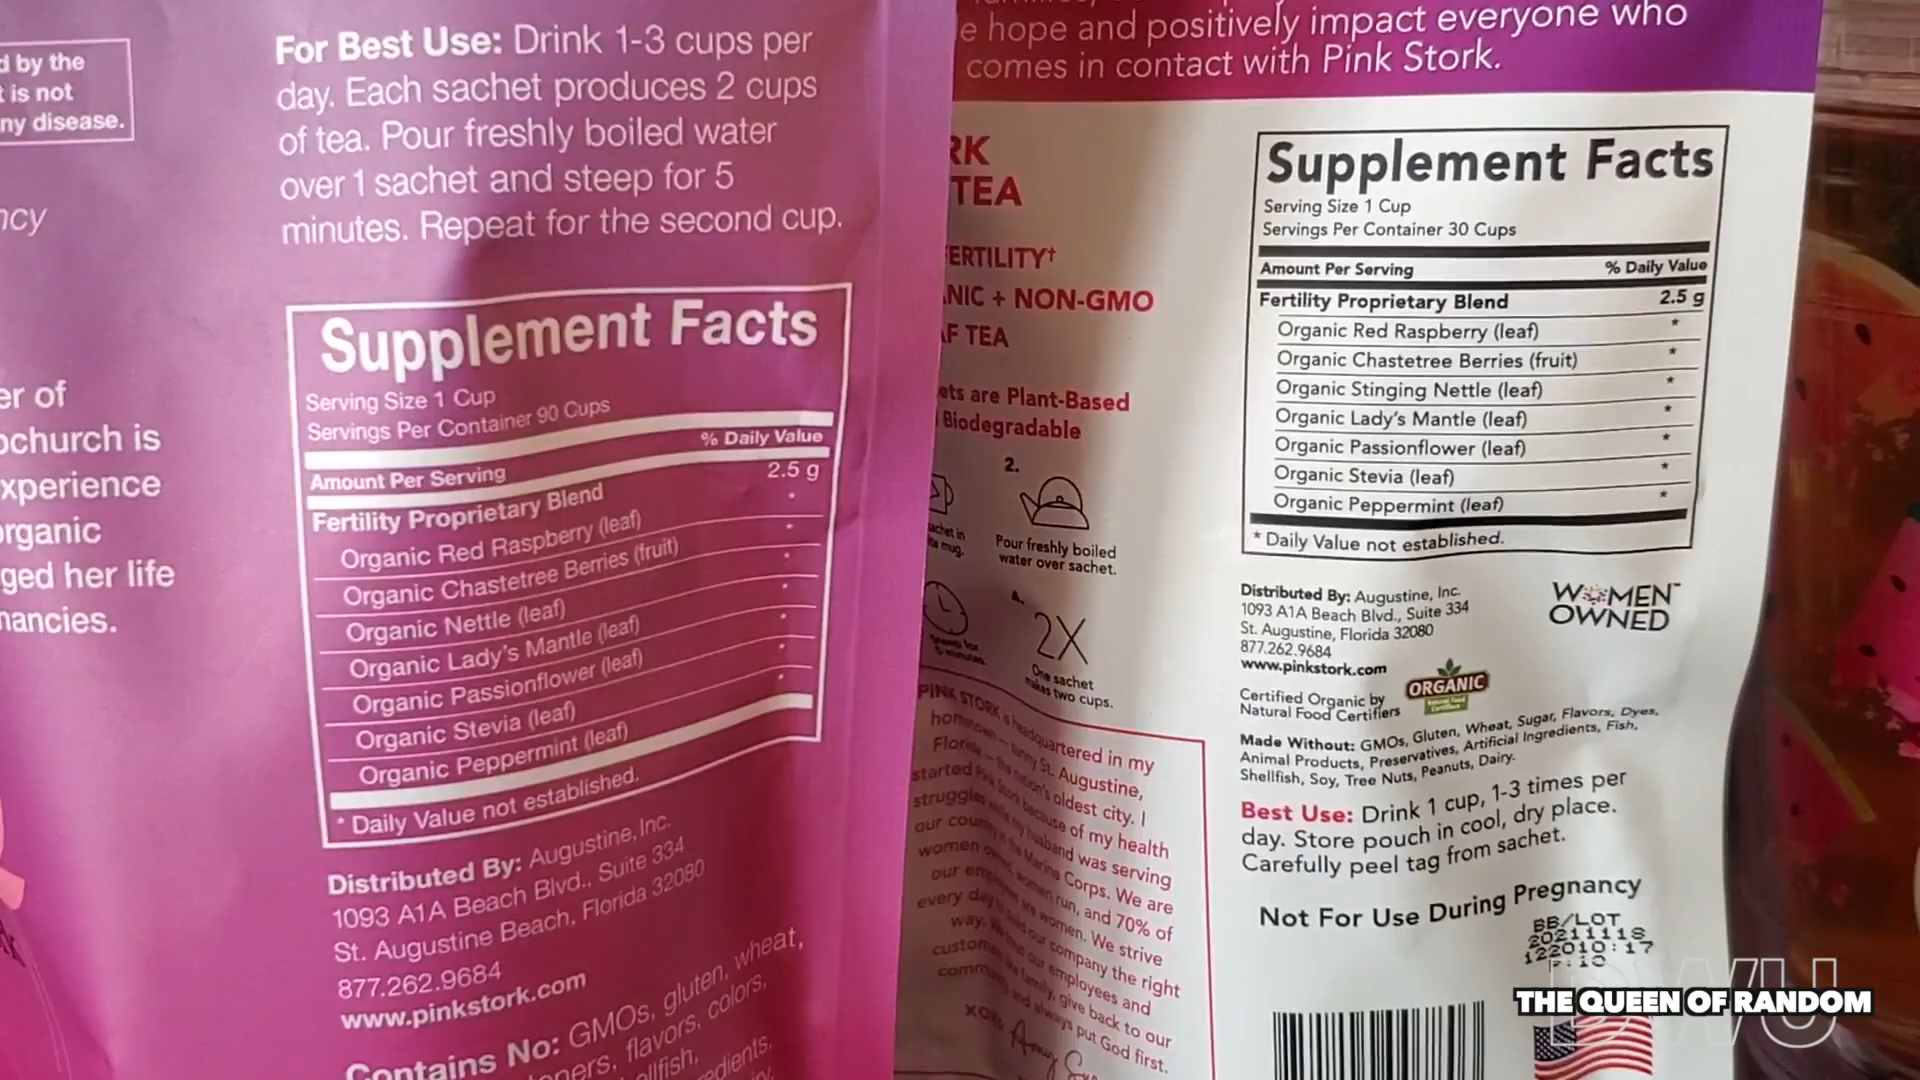 d by the
t is not
ny disease.
ncy
er of
ochurch is
xperience
organic
ged her life
nancies.
For Best Use: Drink 1-3 cups per
day. Each sachet produces 2 cups
of tea. Pour freshly boiled water
over 1 sachet and steep for 5
minutes. Repeat for the second cup.
Supplement Facts
Serving Size 1 Cup
Servings Per Container 90 Cups
% Daily Value
Amount Per Serving 2.5 g
Fertility Proprietary Blend
Organic Red Raspberry (leaf)
Organic Chastetree Berries (fruit)
Organic Nettle (leaf)
Organic Lady's Mantle (leaf)
Organic Passionflower (leaf)
Organic Stevia (leaf)
Organic Peppermint (leaf)
* Daily Value not established.
Distributed By: Augustine, Inc.
1093 A1A Beach Blvd., Suite 334
St. Augustine Beach, Florida 32080
877.262.9684
www.pinkstork.com
Contains No: GMOs, gluten, wheat,
ners, flavors, colors,
llfish, edients,
e hope and positively impact everyone who
comes in contact with Pink Stork.
RK
TEA
ERTILITY†
NIC + NON-GMO
F TEA
ets are Plant-Based
Biodegradable
2.
Pour freshly boiled
water over sachet.
4.
2X
One sachet
makes two cups.
PINK STORK is headquartered in my
hometown — sunny St. Augustine,
Florida — the nation's oldest city. I
started Pink Stork because of my health
struggles while my husband was serving
our country in the Marine Corps. We are
women owned, women run, and 70% of
our employees are women. We strive
every day to build our company the right
way. We treat our employees and
customers like family, give back to our
community and always put God first.
XOXO
Supplement Facts
Serving Size 1 Cup
Servings Per Container 30 Cups
Amount Per Serving % Daily Value
Fertility Proprietary Blend 2.5 g
Organic Red Raspberry (leaf) *
Organic Chastetree Berries (fruit) *
Organic Stinging Nettle (leaf) *
Organic Lady's Mantle (leaf) *
Organic Passionflower (leaf) *
Organic Stevia (leaf) *
Organic Peppermint (leaf) *
* Daily Value not established.
Distributed By: Augustine, Inc.
1093 A1A Beach Blvd., Suite 334
St. Augustine, Florida 32080
877.262.9684
www.pinkstork.com
WOMEN™
OWNED
Certified Organic by
Natural Food Certifiers
ORGANIC
Natural Food
Certifiers
Made Without: GMOs, Gluten, Wheat, Sugar, Flavors, Dyes,
Animal Products, Preservatives, Artificial Ingredients, Fish,
Shellfish, Soy, Tree Nuts, Peanuts, Dairy.
Best Use: Drink 1 cup, 1-3 times per
day. Store pouch in cool, dry place.
Carefully peel tag from sachet.
Not For Use During Pregnancy
BB/LOT
20211118
122010:17
DWU
THE QUEEN OF RANDOM